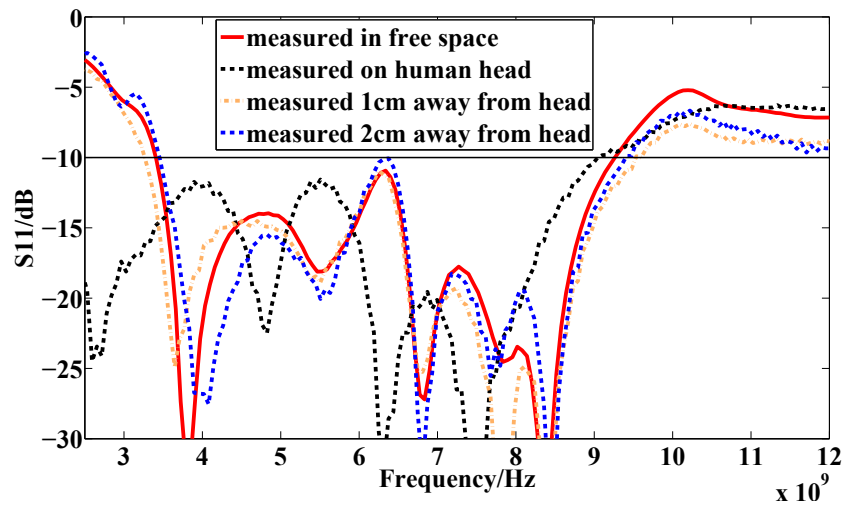 0
−5
−10
−15
−20
−25
−30
S11/dB
measured in free space
measured on human head
measured 1cm away from head
measured 2cm away from head
3 4 5 6 7 8 9 10 11 12
Frequency/Hz
x 10^9